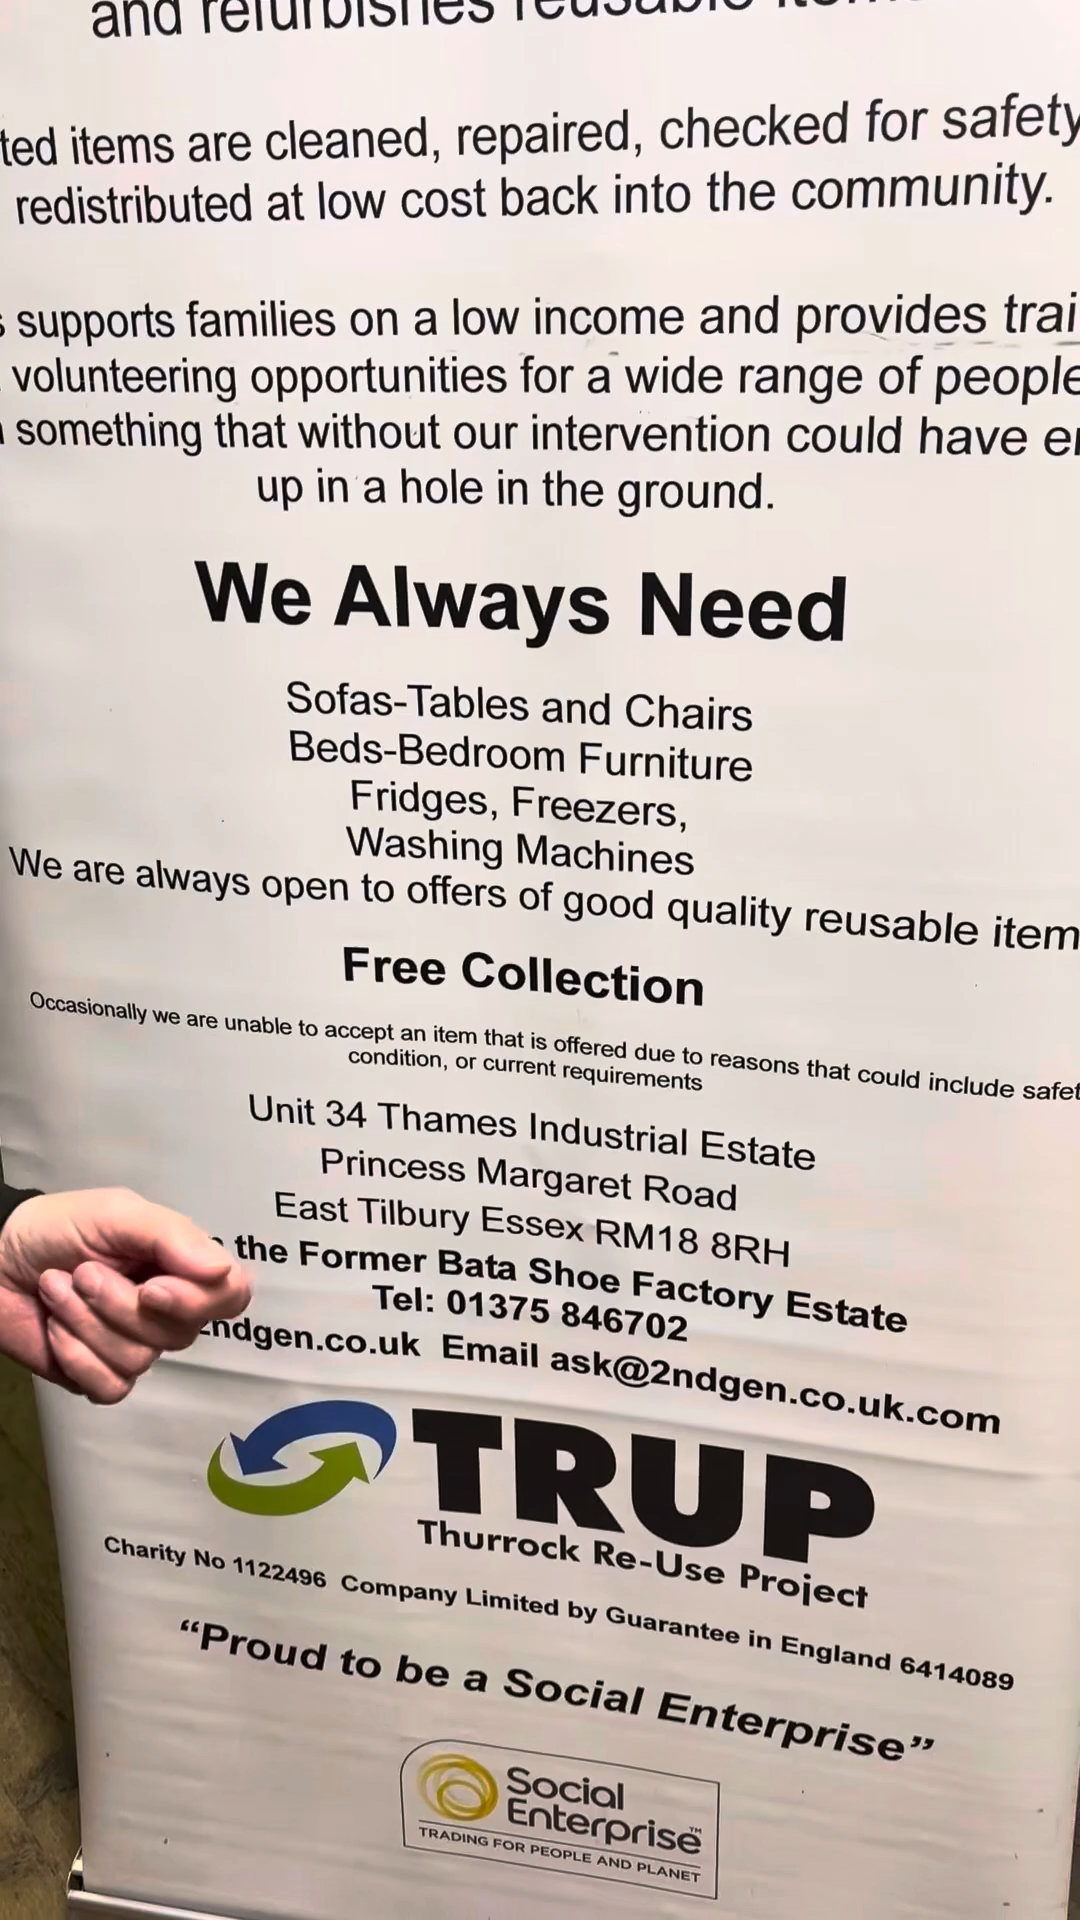 and refurbishes reusable
items are cleaned, repaired, checked for safety
redistributed at low cost back into the community.
supports families on a low income and provides
volunteering opportunities for a wide range of people
something that without our intervention could have
up in a hole in the ground.
We Always Need
Sofas-Tables and Chairs
Beds-Bedroom Furniture
Fridges, Freezers,
Washing Machines
We are always open to offers of good quality reusable item
Free Collection
Occasionally we are unable to accept an item that is offered due to reasons that could include
condition, or current requirements
Unit 34 Thames Industrial Estate
Princess Margaret Road
East Tilbury Essex RM18 8RH
the Former Bata Shoe Factory Estate
Tel: 01375 846702
2ndgen.co.uk Email ask@2ndgen.co.uk.com
TRUP
Thurrock Re-Use Project
Charity No 1122496 Company Limited by Guarantee in England 6414089
“Proud to be a Social Enterprise”
Social
Enterprise™
TRADING FOR PEOPLE AND PLANET